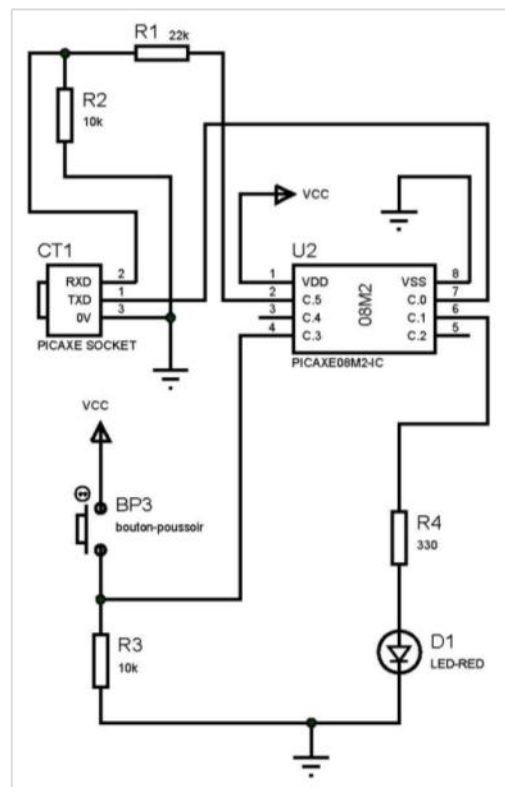 R1 22k
R2
10k
VCC
CT1
U2
RXD 2
TXD 1
0V 3
PICAXE SOCKET
1 VDD VSS 8
2 C.5 C.0 7
3 C.4 C.1 6
4 C.3 C.2 5
08M2
PICAXE08M2-IC
VCC
BP3
bouton-poussoir
R4
330
R3
10k
D1
LED-RED